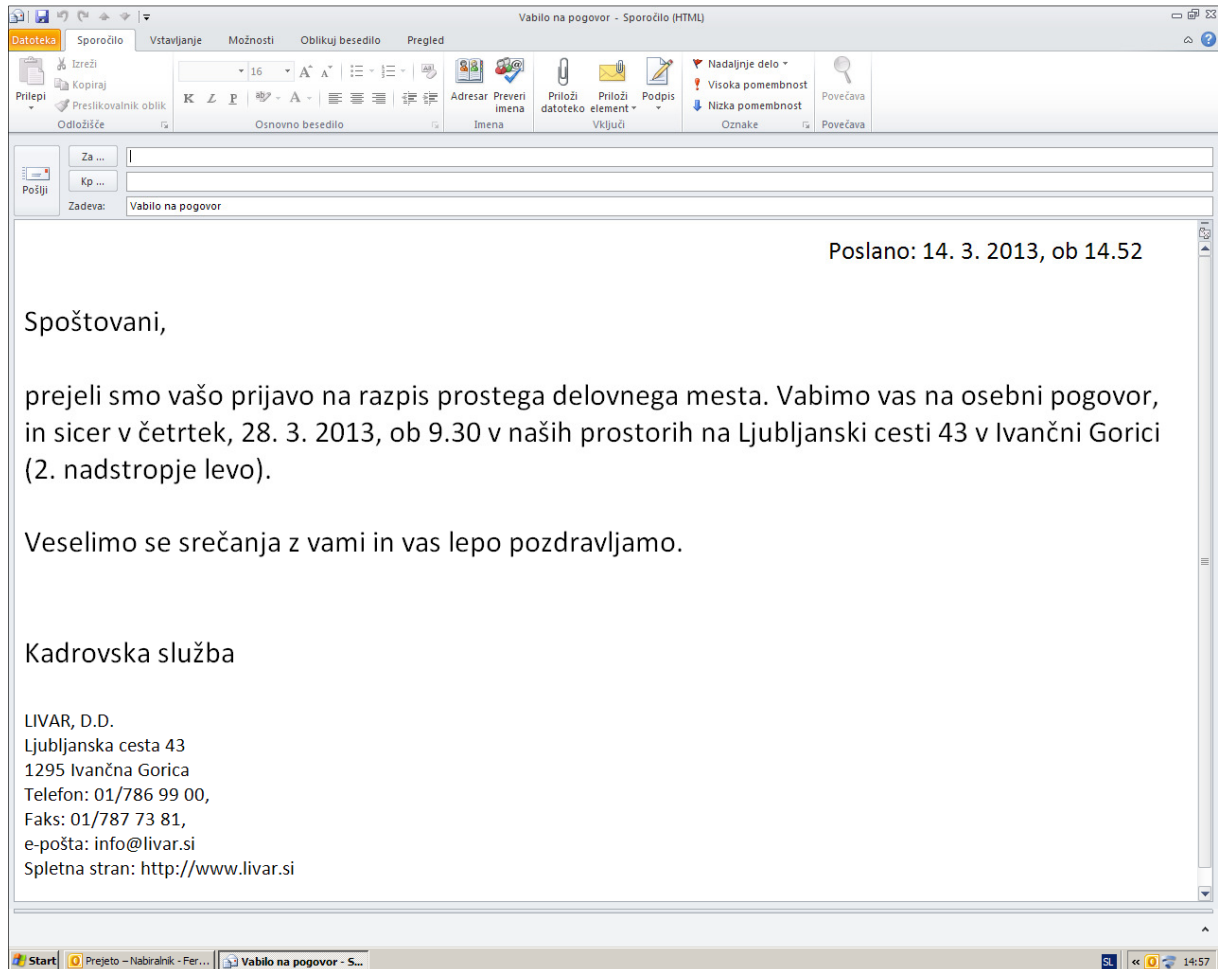 Vabilo na pogovor - Sporočilo (HTML)
Datoteka Sporočilo Vstavljanje Možnosti Oblikuj besedilo Pregled
Prilepi
Izreži
Kopiraj
Preslikovalnik oblik
Odložišče
16
K L P
Osnovno besedilo
Adresar Preveri imena
Imena
Priloži datoteko Priloži element Podpis
Vključi
Nadaljnje delo
Visoka pomembnost
Nizka pomembnost
Oznake
Povečava
Povečava
Pošlji
Za ...
Kp ...
Zadeva: Vabilo na pogovor
Poslano: 14. 3. 2013, ob 14.52
Spoštovani,
prejeli smo vašo prijavo na razpis prostega delovnega mesta. Vabimo vas na osebni pogovor,
in sicer v četrtek, 28. 3. 2013, ob 9.30 v naših prostorih na Ljubljanski cesti 43 v Ivančni Gorici
(2. nadstropje levo).
Veselimo se srečanja z vami in vas lepo pozdravljamo.
Kadrovska služba
LIVAR, D.D.
Ljubljanska cesta 43
1295 Ivančna Gorica
Telefon: 01/786 99 00,
Faks: 01/787 73 81,
e-pošta: info@livar.si
Spletna stran: http://www.livar.si
Start Prejeto – Nabiralnik - Fer... Vabilo na pogovor - S... SL « 14:57